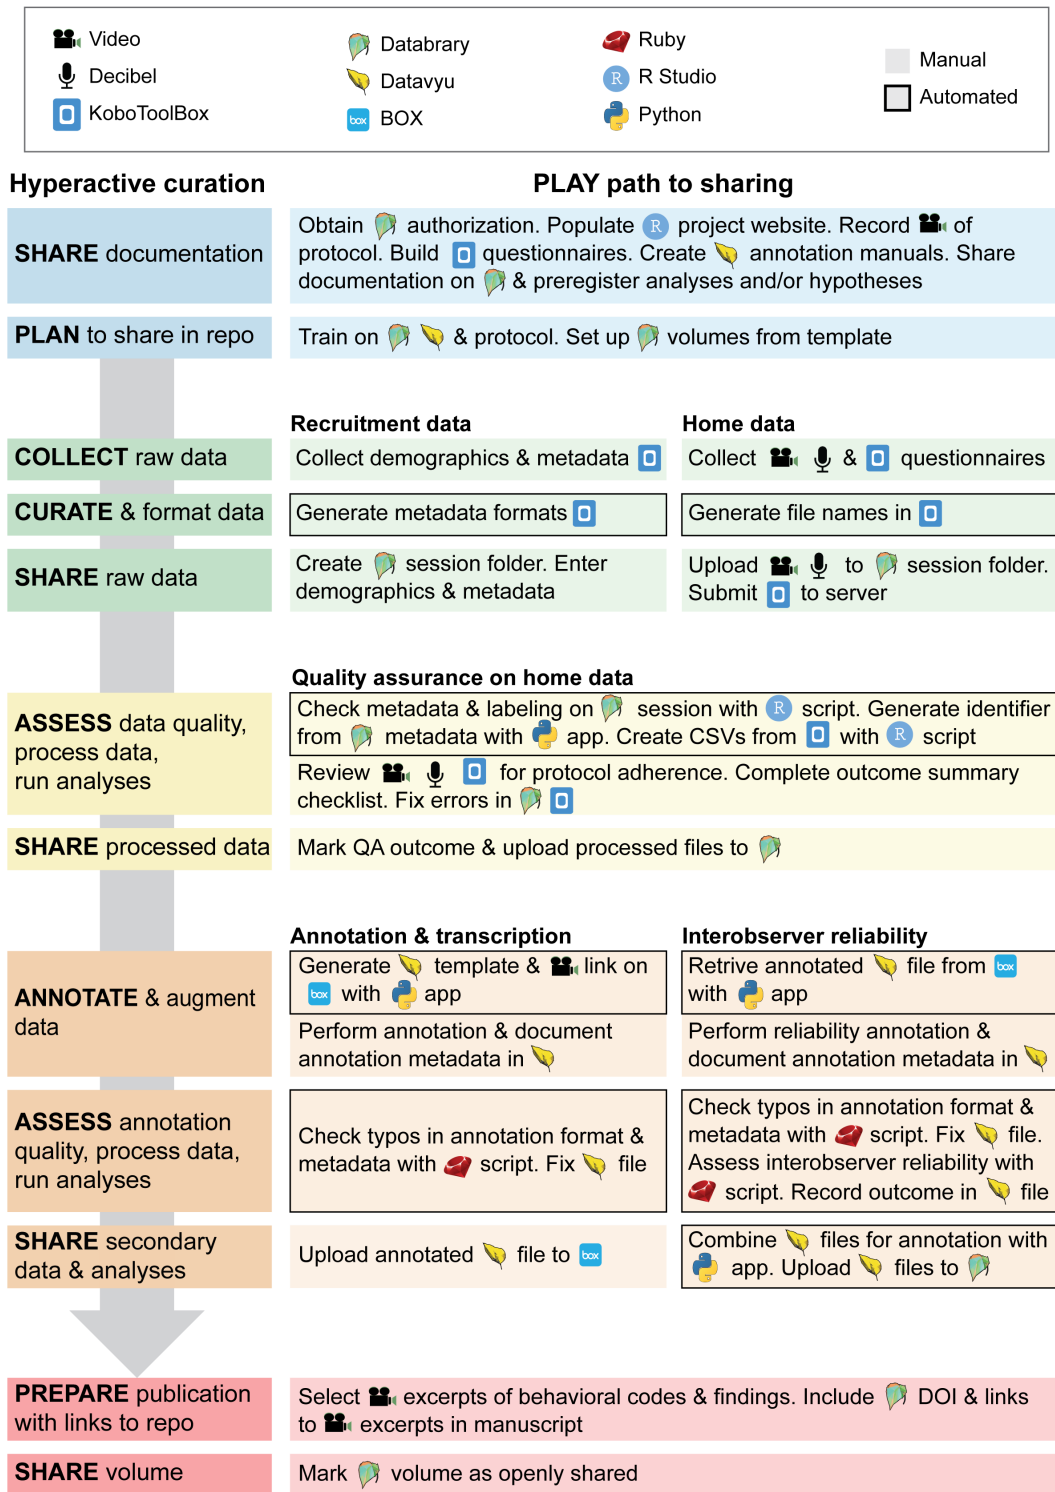 Video
Decibel
KoboToolBox
Databrary
Datavyu
box BOX
Ruby
R R Studio
Python
Manual
Automated
Hyperactive curation
PLAY path to sharing
SHARE documentation
Obtain authorization. Populate R project website. Record of
protocol. Build questionnaires. Create annotation manuals. Share
documentation on & preregister analyses and/or hypotheses
PLAN to share in repo
Train on & protocol. Set up volumes from template
Recruitment data
Home data
COLLECT raw data
Collect demographics & metadata
Collect & questionnaires
CURATE & format data
Generate metadata formats
Generate file names in
SHARE raw data
Create session folder. Enter
demographics & metadata
Upload to session folder.
Submit to server
Quality assurance on home data
ASSESS data quality,
process data,
run analyses
Check metadata & labeling on session with R script. Generate identifier
from metadata with app. Create CSVs from with R script
Review for protocol adherence. Complete outcome summary
checklist. Fix errors in
SHARE processed data
Mark QA outcome & upload processed files to
Annotation & transcription
Interobserver reliability
ANNOTATE & augment
data
Generate template & link on
box with app
Retrive annotated file from box
with app
Perform annotation & document
annotation metadata in
Perform reliability annotation &
document annotation metadata in
ASSESS annotation
quality, process data,
run analyses
Check typos in annotation format &
metadata with script. Fix file
Check typos in annotation format &
metadata with script. Fix file.
Assess interobserver reliability with
script. Record outcome in file
SHARE secondary
data & analyses
Upload annotated file to box
Combine files for annotation with
app. Upload files to
PREPARE publication
with links to repo
Select excerpts of behavioral codes & findings. Include DOI & links
to excerpts in manuscript
SHARE volume
Mark volume as openly shared